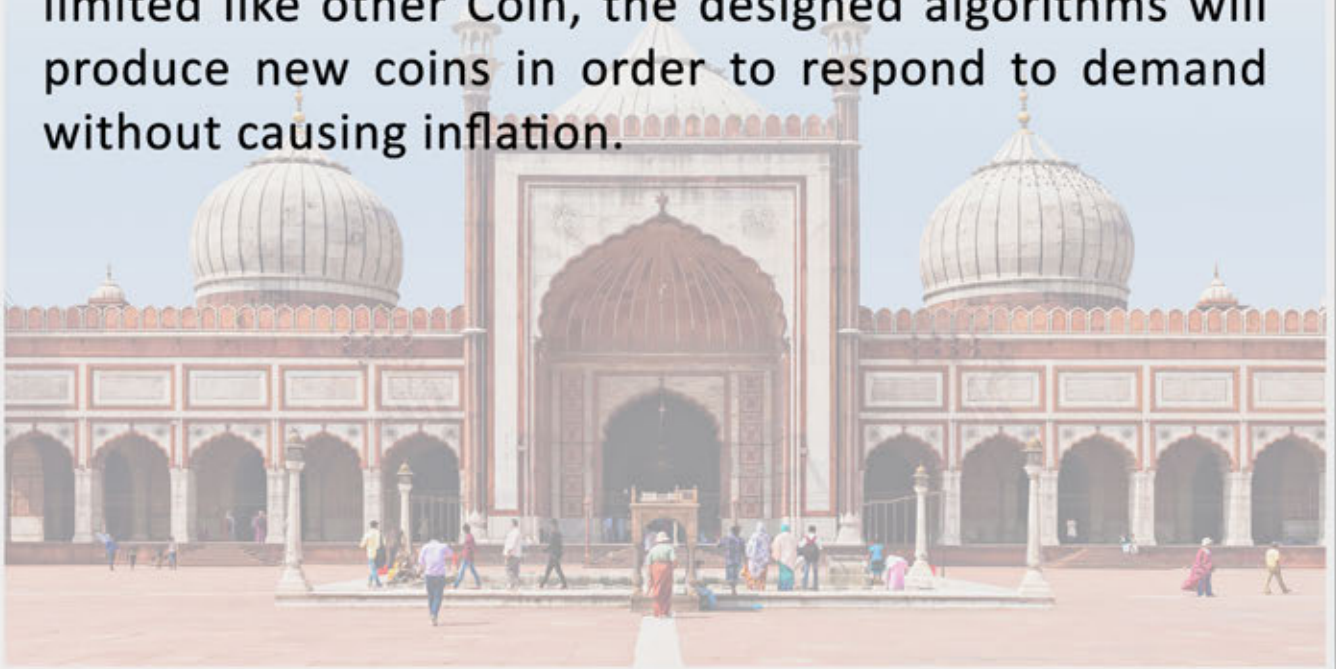 limited like other Coin, the designed algorithms will
produce new coins in order to respond to demand
without causing inflation.